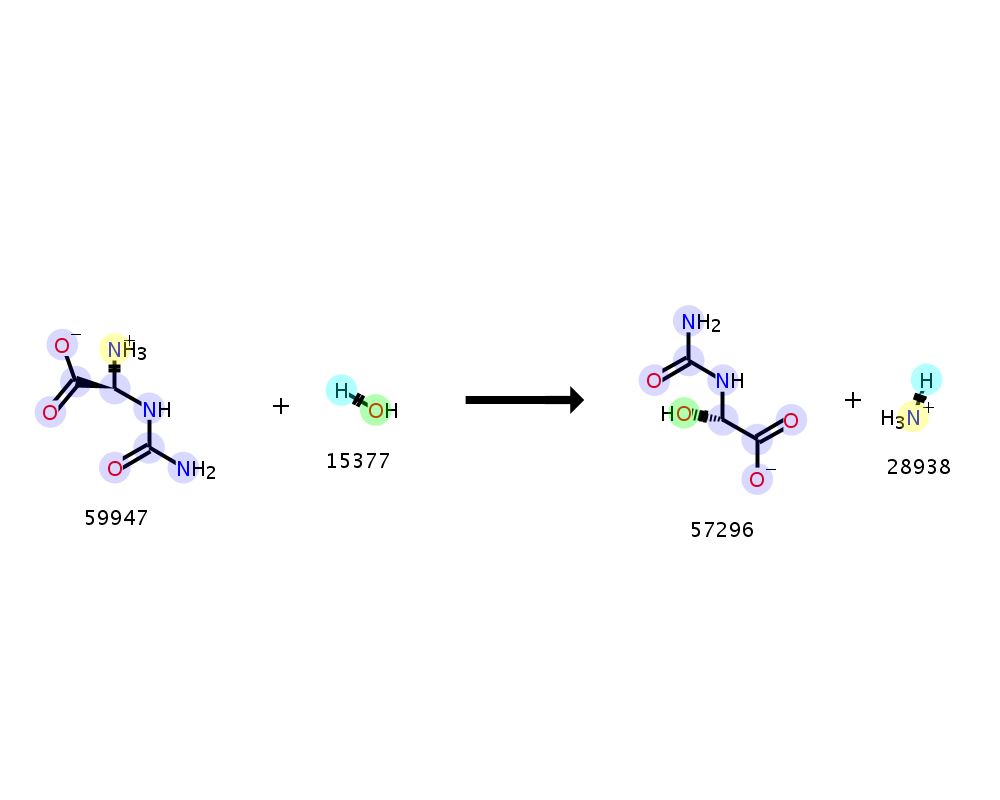 O−
NH3+
O
NH
O
NH2
59947
+
H
OH
15377
NH2
O
NH
HO
O
O−
57296
+
H
H3N+
28938